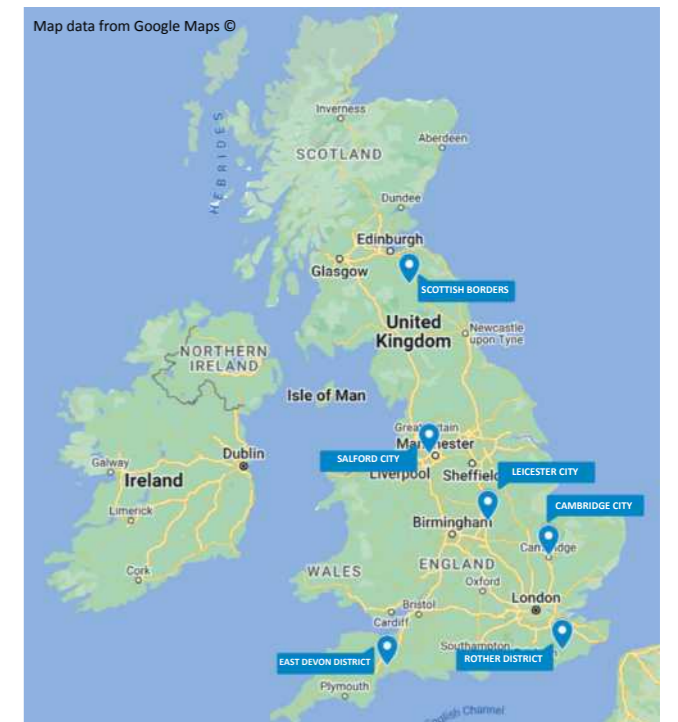 Map data from Google Maps ©
HEBRIDES
Inverness
Aberdeen
SCOTLAND
Dundee
Edinburgh
Glasgow
SCOTTISH BORDERS
United
Kingdom
Newcastle
upon Tyne
NORTHERN
IRELAND
Isle of Man
Dublin
Galway
Ireland
SALFORD CITY
Liverpool
Sheffield
LEICESTER CITY
Limerick
CAMBRIDGE CITY
Birmingham
Cork
WALES
ENGLAND
Oxford
London
Bristol
Cardiff
Southampton
EAST DEVON DISTRICT
ROTHER DISTRICT
Plymouth
English Channel